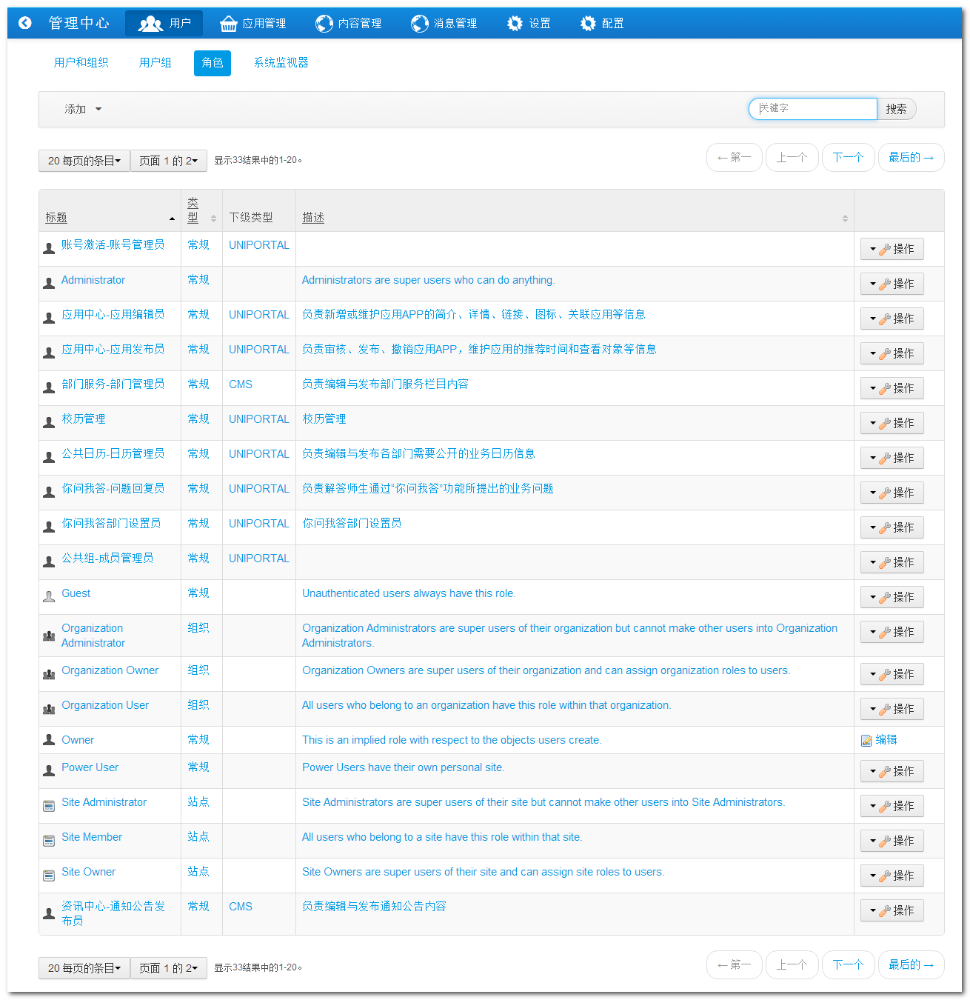 管理中心 用户 应用管理 内容管理 消息管理 设置 配置
用户和组织 用户组 角色 系统监视器
添加 关键字 搜索
20 每页的条目 页面 1 的 2 显示33结果中的1-20。 ←第一 上一个 下一个 最后的→
标题 类型 下级类型 描述
账号激活-账号管理员 常规 UNIPORTAL 操作
Administrator 常规 Administrators are super users who can do anything. 操作
应用中心-应用编辑员 常规 UNIPORTAL 负责新增或维护应用APP的简介、详情、链接、图标、关联应用等信息 操作
应用中心-应用发布员 常规 UNIPORTAL 负责审核、发布、撤销应用APP，维护应用的推荐时间和查看对象等信息 操作
部门服务-部门管理员 常规 CMS 负责编辑与发布部门服务栏目内容 操作
校历管理 常规 UNIPORTAL 校历管理 操作
公共日历-日历管理员 常规 UNIPORTAL 负责编辑与发布各部门需要公开的业务日历信息 操作
你问我答-问题回复员 常规 UNIPORTAL 负责解答师生通过“你问我答”功能所提出的业务问题 操作
你问我答部门设置员 常规 UNIPORTAL 你问我答部门设置员 操作
公共组-成员管理员 常规 UNIPORTAL 操作
Guest 常规 Unauthenticated users always have this role. 操作
Organization 组织 Organization Administrators are super users of their organization but cannot make other users into Organization 操作
Administrator Administrators.
Organization Owner 组织 Organization Owners are super users of their organization and can assign organization roles to users. 操作
Organization User 组织 All users who belong to an organization have this role within that organization. 操作
Owner 常规 This is an implied role with respect to the objects users create. 编辑
Power User 常规 Power Users have their own personal site. 操作
Site Administrator 站点 Site Administrators are super users of their site but cannot make other users into Site Administrators. 操作
Site Member 站点 All users who belong to a site have this role within that site. 操作
Site Owner 站点 Site Owners are super users of their site and can assign site roles to users. 操作
资讯中心-通知公告发 常规 CMS 负责编辑与发布通知公告内容 操作
布员
20 每页的条目 页面 1 的 2 显示33结果中的1-20。 ←第一 上一个 下一个 最后的→